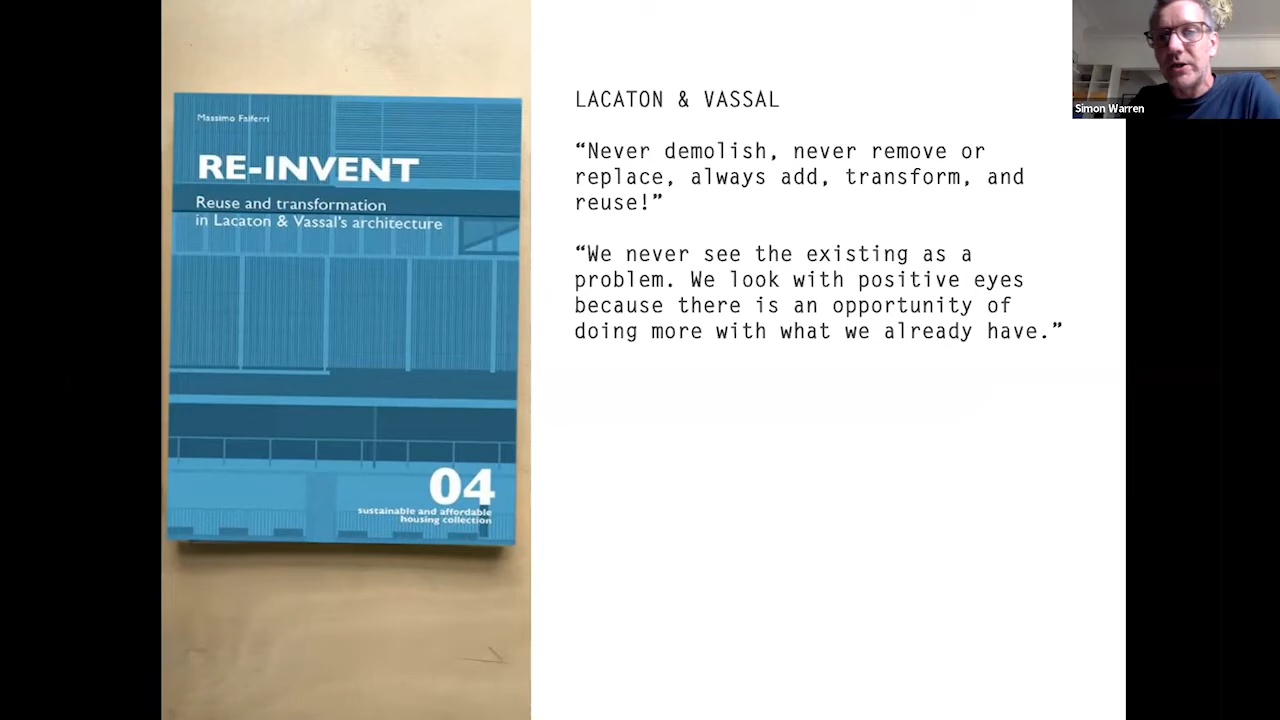 Massimo Faiferri
RE-INVENT
Reuse and transformation
in Lacaton & Vassal's architecture
04
sustainable and affordable
housing collection
LACATON & VASSAL
“Never demolish, never remove or
replace, always add, transform, and
reuse!”
“We never see the existing as a
problem. We look with positive eyes
because there is an opportunity of
doing more with what we already have.”
Simon Warren